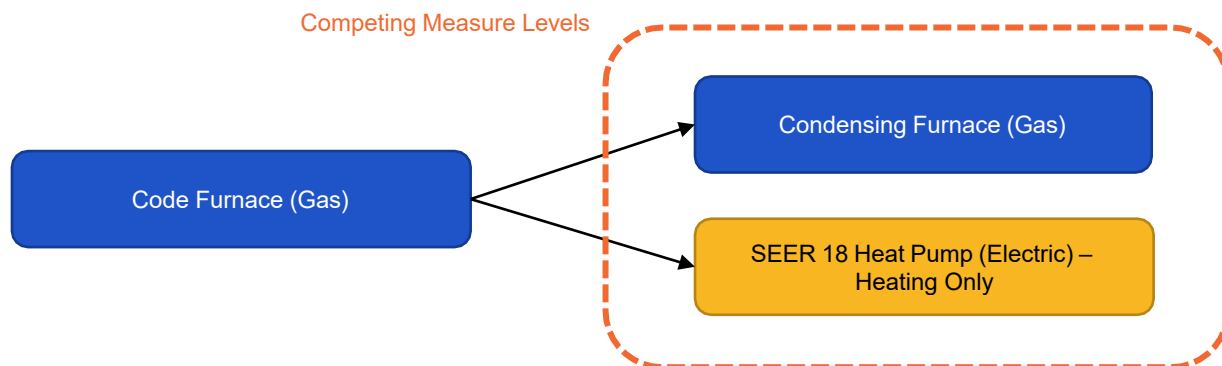 Competing Measure Levels
Condensing Furnace (Gas)
Code Furnace (Gas)
SEER 18 Heat Pump (Electric) –
Heating Only